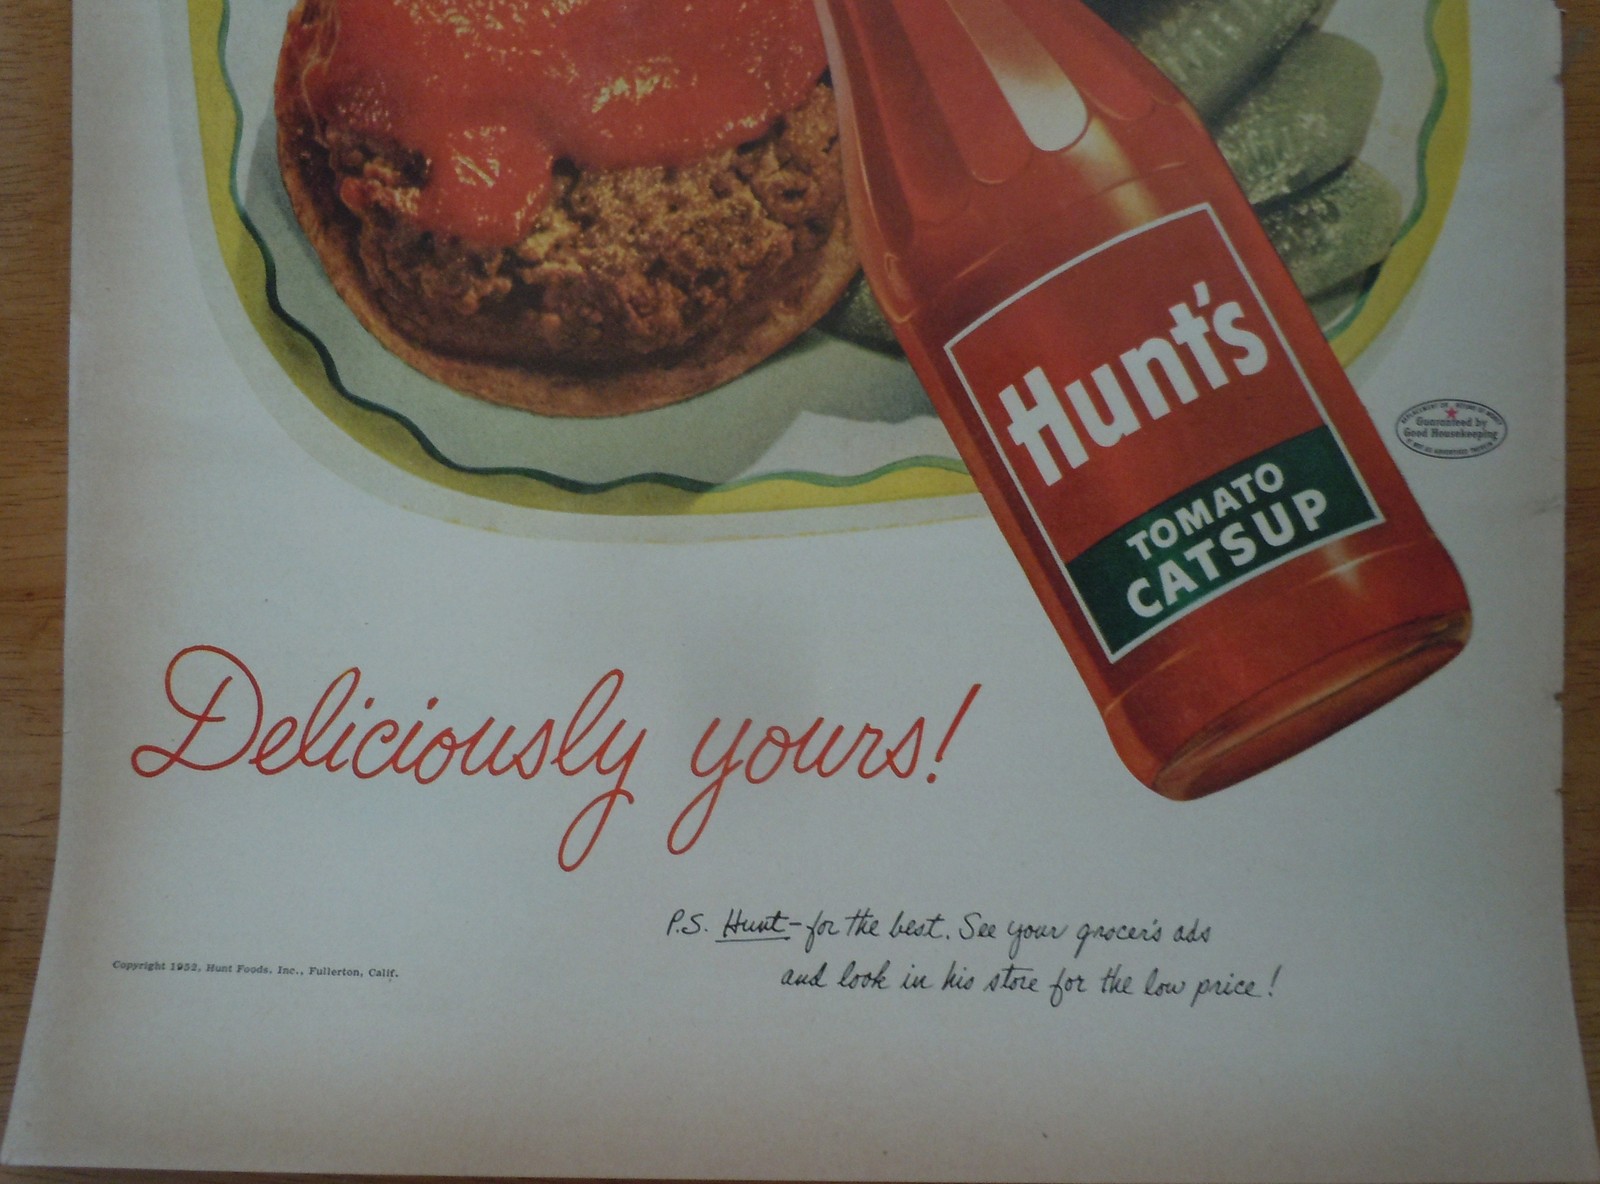 Hunt's
TOMATO
CATSUP
Guaranteed by
Good Housekeeping
Deliciously yours!
P.S. Hunt-for the best. See your grocer's ads
and look in his store for the low price!
Copyright 1952, Hunt Foods, Inc., Fullerton, Calif.